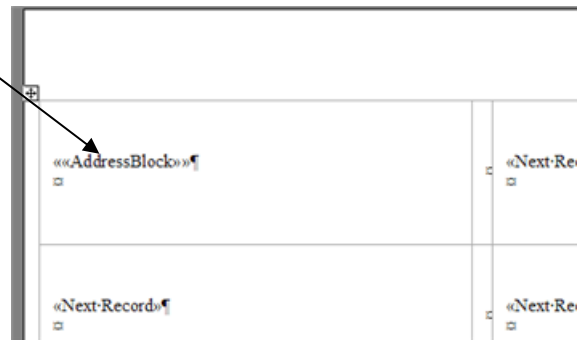 ««AddressBlock»»¶
¤
¤ «Next·Rec
¤
«Next·Record»¶
¤
¤ «Next·Rec
¤